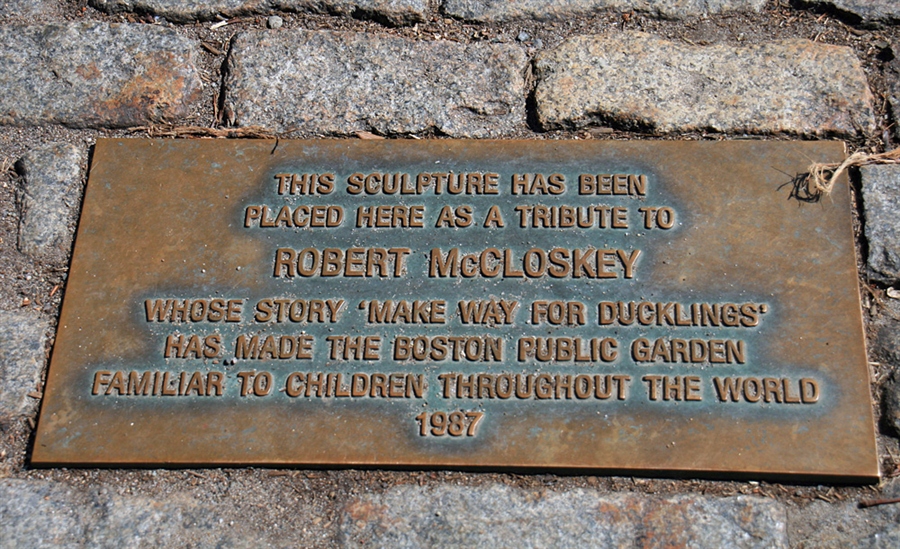 THIS SCULPTURE HAS BEEN
PLACED HERE AS A TRIBUTE TO
ROBERT McCLOSKEY
WHOSE STORY ‘MAKE WAY FOR DUCKLINGS’
HAS MADE THE BOSTON PUBLIC GARDEN
FAMILIAR TO CHILDREN THROUGHOUT THE WORLD
1987